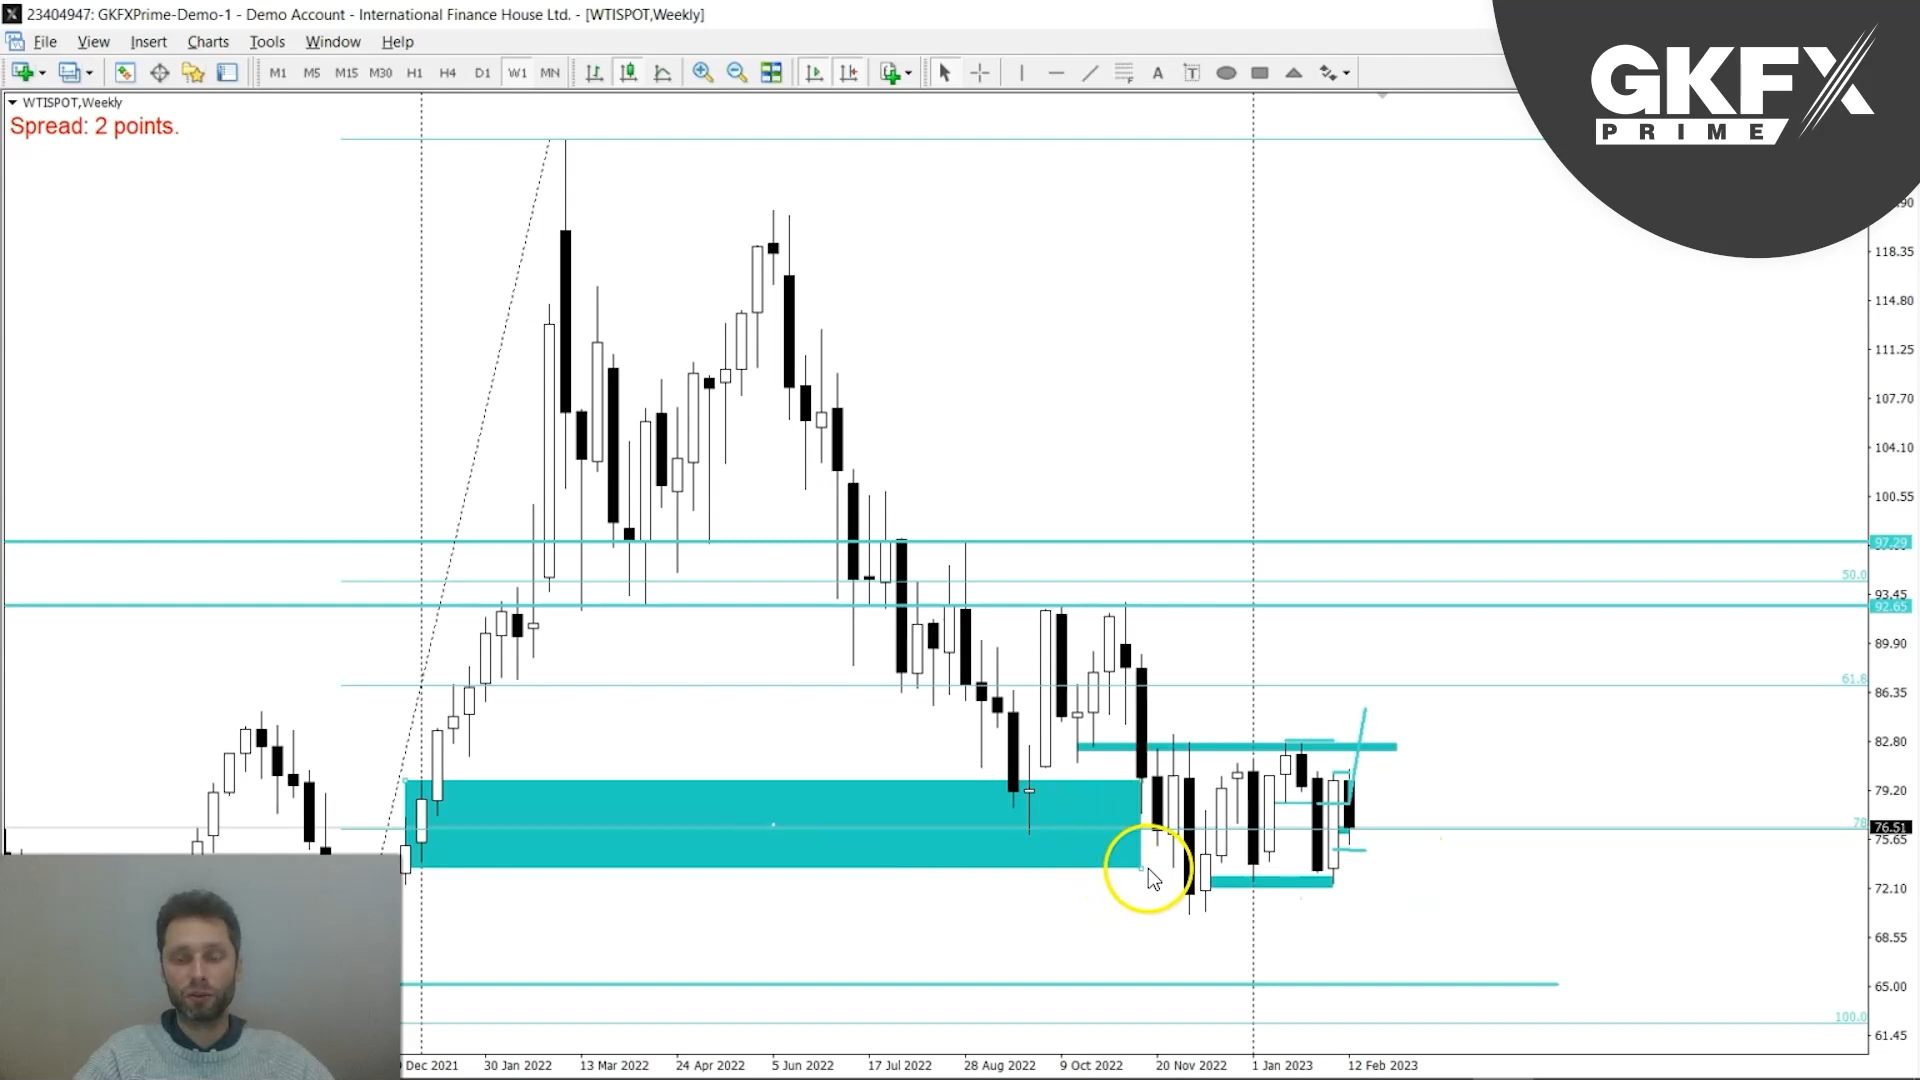 23404947: GKFXPrime-Demo-1 - Demo Account - International Finance House Ltd. - [WTISPOT,Weekly]
File View Insert Charts Tools Window Help
M1 M5 M15 M30 H1 H4 D1 W1 MN
A T
GKFX
PRIME
WTISPOT,Weekly
Spread: 2 points.
118.35
114.80
111.25
107.70
104.10
100.55
97.29
50.0
93.45
92.65
89.90
61.8
86.35
82.80
79.20
76.51
75.65
72.10
68.55
65.00
100.0
61.45
Dec 2021 30 Jan 2022 13 Mar 2022 24 Apr 2022 5 Jun 2022 17 Jul 2022 28 Aug 2022 9 Oct 2022 20 Nov 2022 1 Jan 2023 12 Feb 2023